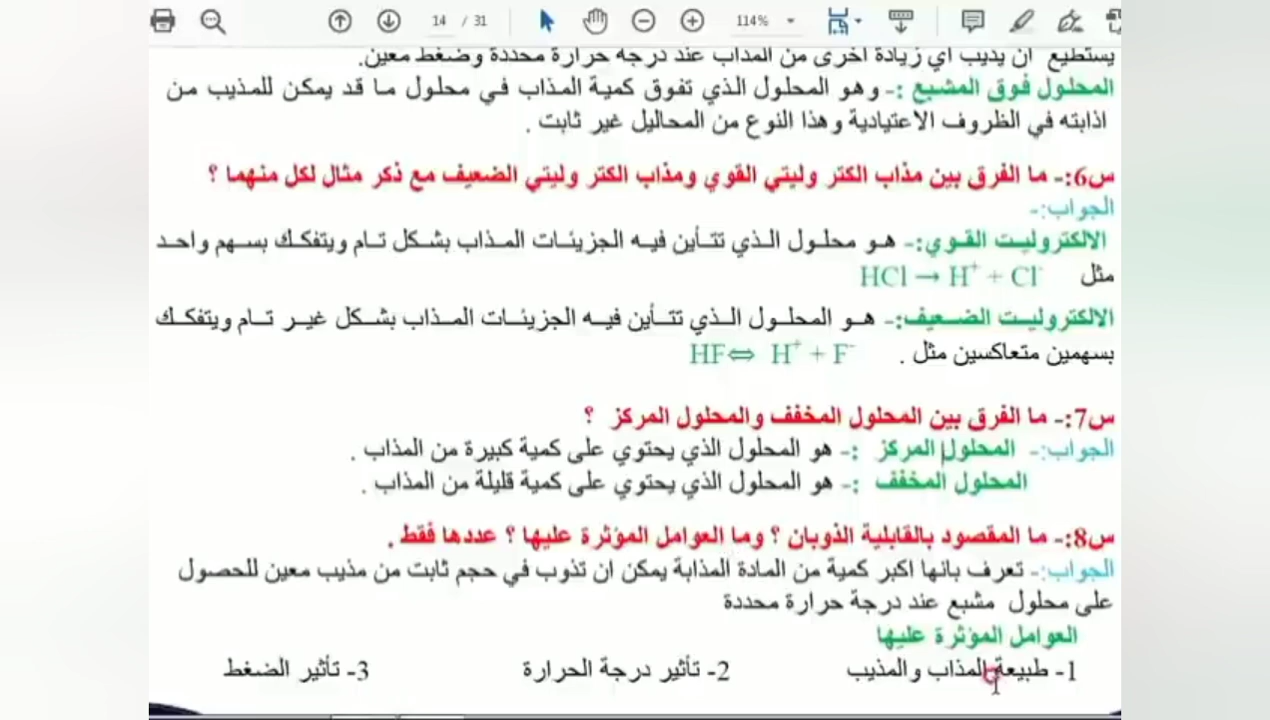 14 / 31
114%
يستطيع ان يذيب اي زيادة اخرى من المذاب عند درجه حرارة محددة وضغط معين.
المحلول فوق المشبع :- وهو المحلول الذي تفوق كمية المذاب في محلول ما قد يمكن للمذيب من
اذابته في الظروف الاعتيادية وهذا النوع من المحاليل غير ثابت .
س6:- ما الفرق بين مذاب الكتر وليتي القوي ومذاب الكتر وليتي الضعيف مع ذكر مثال لكل منهما ؟
الجواب:-
الالكتروليت القوي:- هو محلول الذي تتأين فيه الجزيئات المذاب بشكل تام ويتفكك بسهم واحد
مثل HCl → H⁺ + Cl⁻
الالكتروليت الضعيف:- هو المحلول الذي تتأين فيه الجزيئات المذاب بشكل غير تام ويتفكك
بسهمين متعاكسين مثل . HF⇔ H⁺ + F⁻
س7:- ما الفرق بين المحلول المخفف والمحلول المركز ؟
الجواب:- المحلول المركز :- هو المحلول الذي يحتوي على كمية كبيرة من المذاب .
المحلول المخفف :- هو المحلول الذي يحتوي على كمية قليلة من المذاب .
س8:- ما المقصود بالقابلية الذوبان ؟ وما العوامل المؤثرة عليها ؟ عددها فقط .
الجواب:- تعرف بانها اكبر كمية من المادة المذابة يمكن ان تذوب في حجم ثابت من مذيب معين للحصول
على محلول مشبع عند درجة حرارة محددة
العوامل المؤثرة عليها
1- طبيعة المذاب والمذيب 2- تأثير درجة الحرارة 3- تأثير الضغط